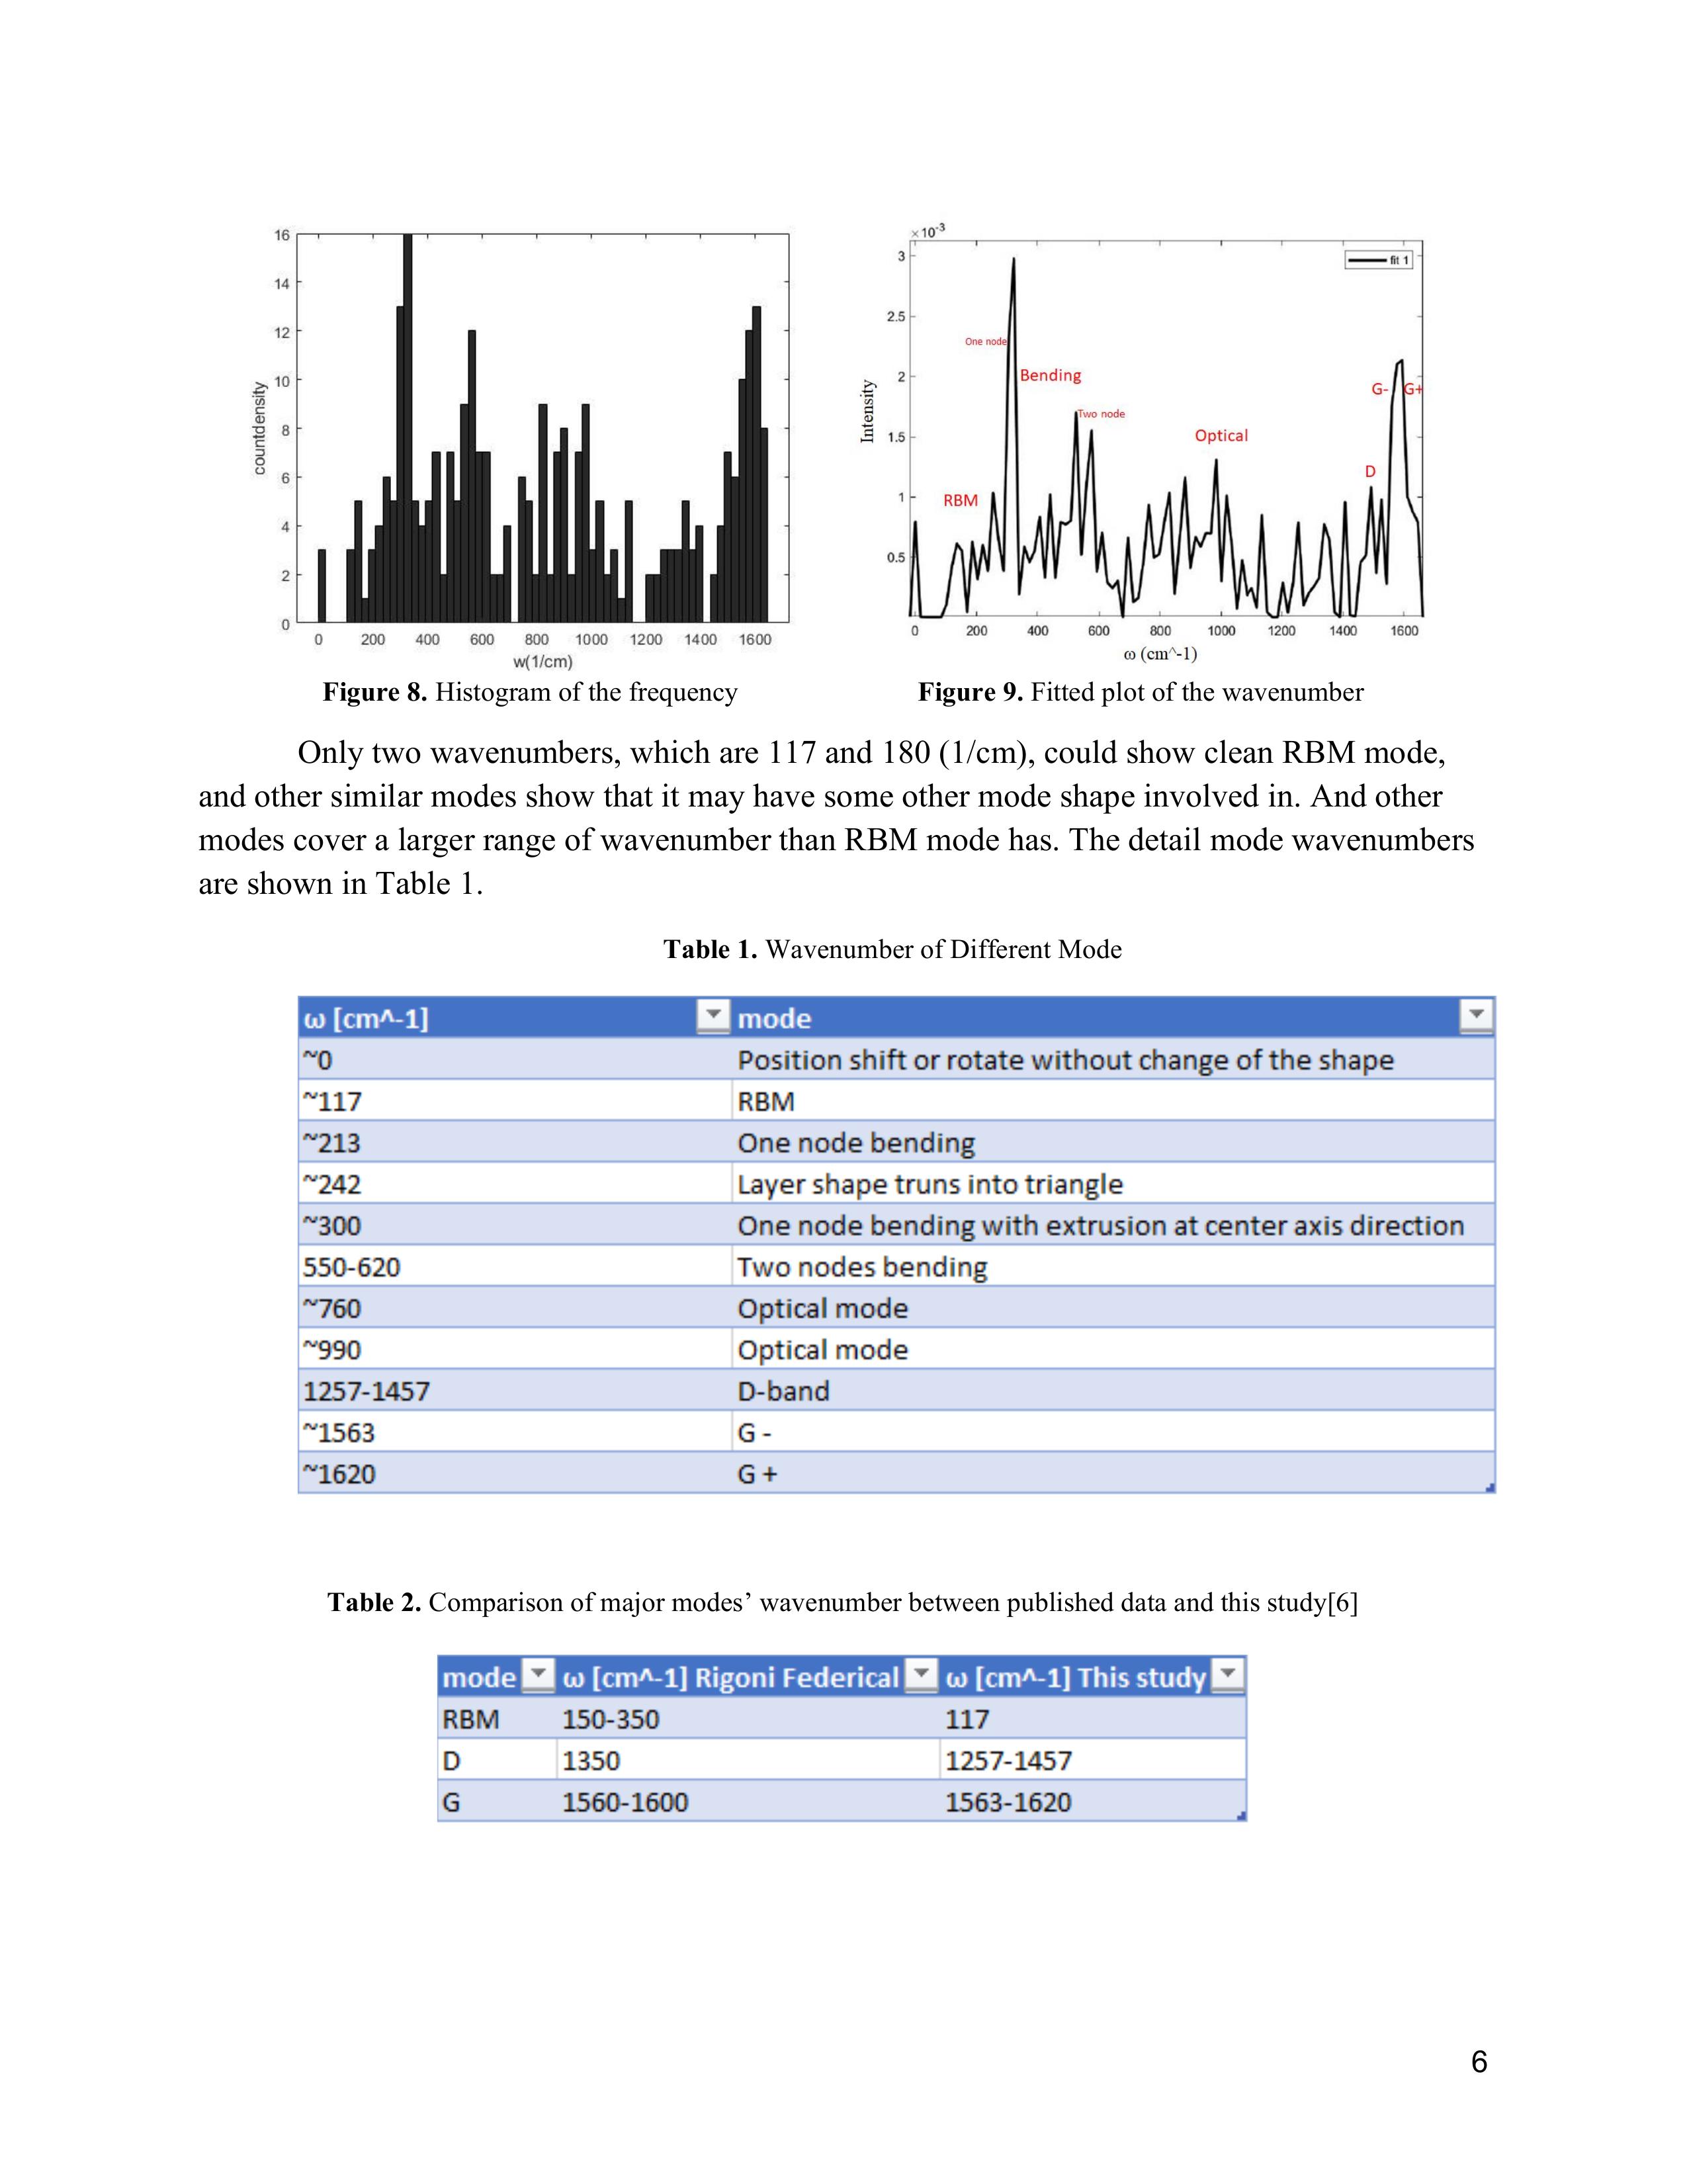 16
14
12
10
8
6
4
2
0
countdensity
0 200 400 600 800 1000 1200 1400 1600
w(1/cm)
×10-3
3
2.5
2
1.5
1
0.5
Intensity
fit 1
One node
Bending
Two node
Optical
RBM
D
G- G+
0 200 400 600 800 1000 1200 1400 1600
ω (cm^-1)
Figure 8. Histogram of the frequency
Figure 9. Fitted plot of the wavenumber
Only two wavenumbers, which are 117 and 180 (1/cm), could show clean RBM mode,
and other similar modes show that it may have some other mode shape involved in. And other
modes cover a larger range of wavenumber than RBM mode has. The detail mode wavenumbers
are shown in Table 1.
Table 1. Wavenumber of Different Mode
ω [cm^-1] mode
~0 Position shift or rotate without change of the shape
~117 RBM
~213 One node bending
~242 Layer shape truns into triangle
~300 One node bending with extrusion at center axis direction
550-620 Two nodes bending
~760 Optical mode
~990 Optical mode
1257-1457 D-band
~1563 G -
~1620 G +
Table 2. Comparison of major modes’ wavenumber between published data and this study[6]
mode ω [cm^-1] Rigoni Federical ω [cm^-1] This study
RBM 150-350 117
D 1350 1257-1457
G 1560-1600 1563-1620
6